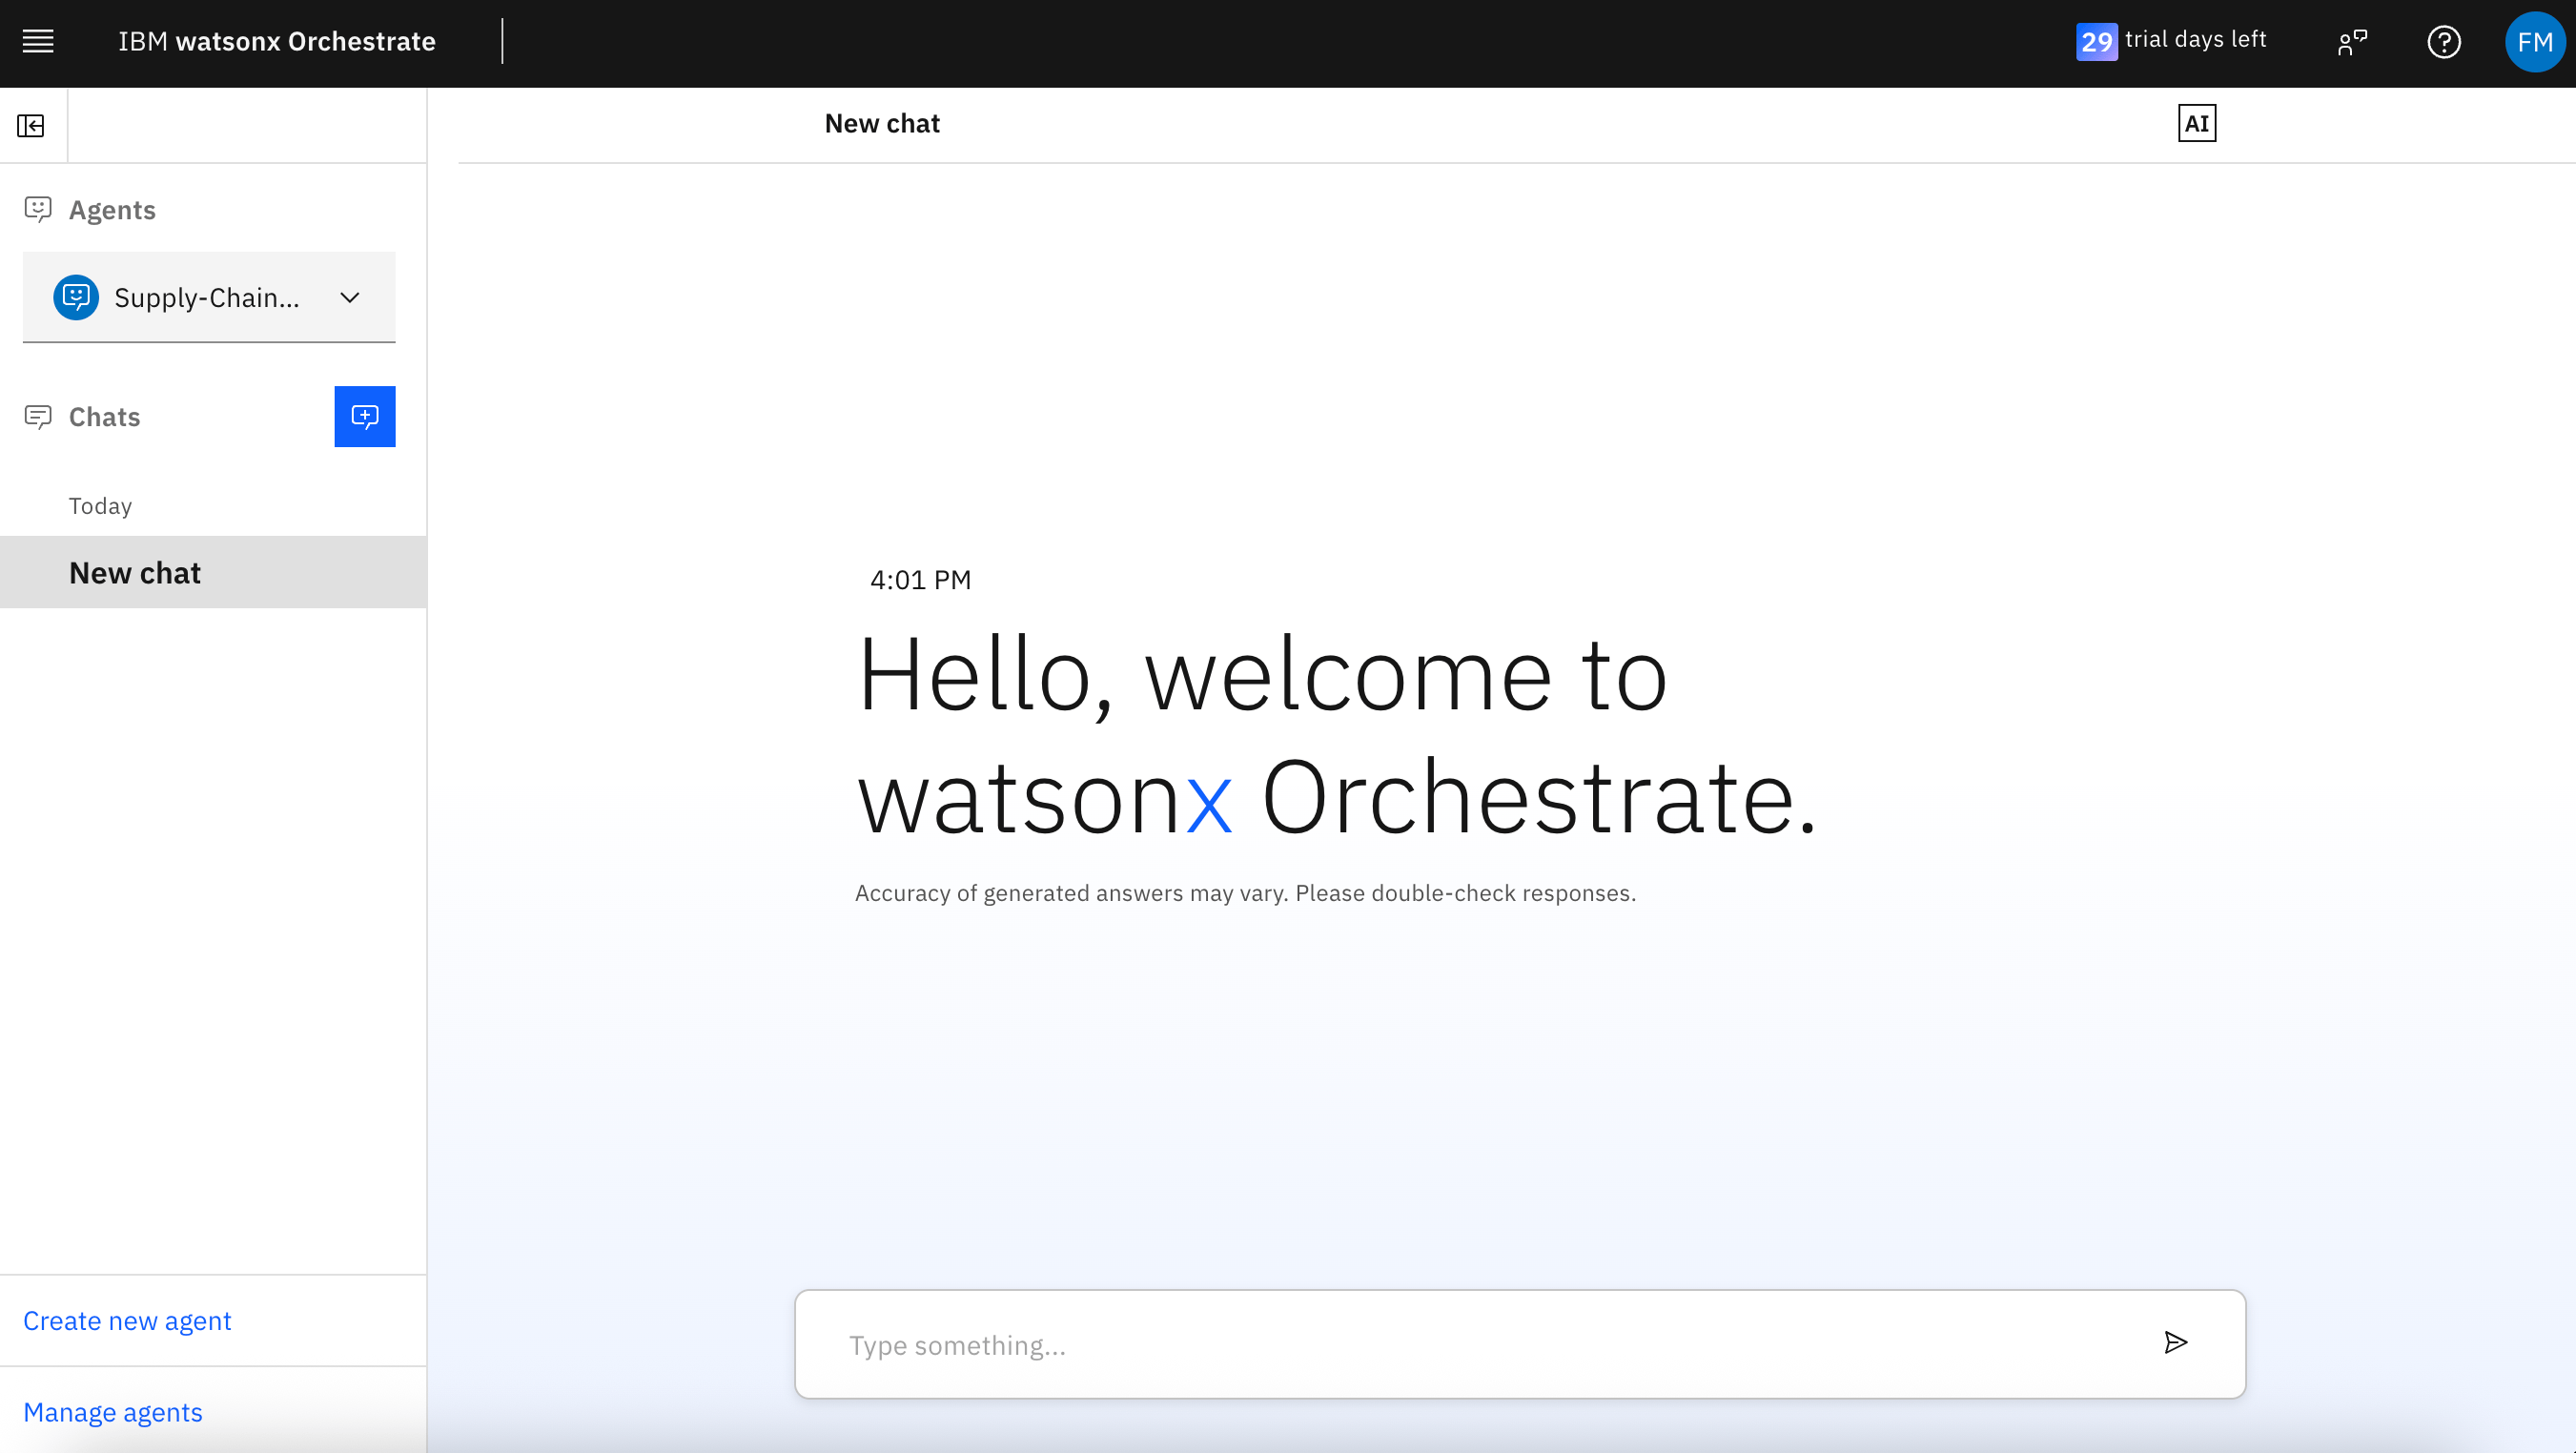 IBM watsonx Orchestrate
29 trial days left
FM
New chat
AI
Agents
Supply-Chain...
Chats
Today
New chat
4:01 PM
Hello, welcome to
watsonx Orchestrate.
Accuracy of generated answers may vary. Please double-check responses.
Type something...
Create new agent
Manage agents